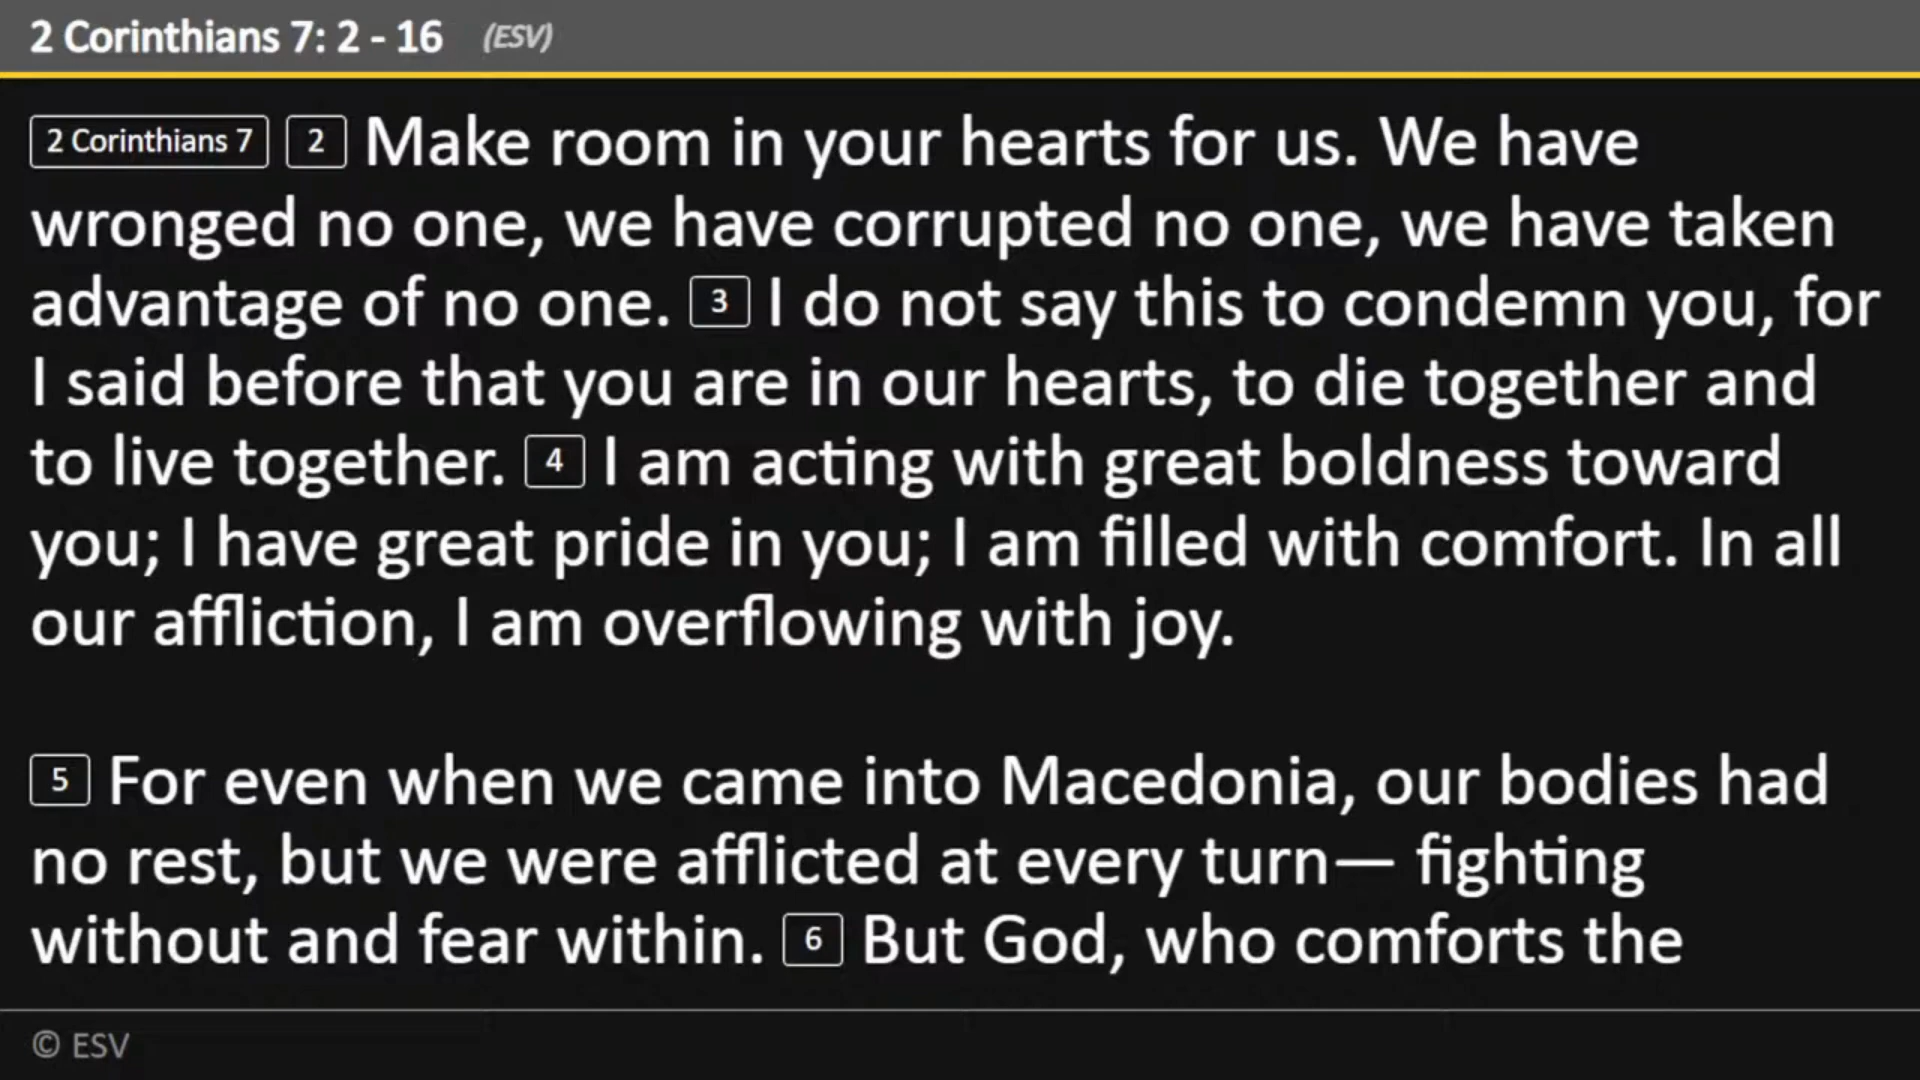 2 Corinthians 7: 2 - 16 (ESV)
2 Corinthians 7 2 Make room in your hearts for us. We have
wronged no one, we have corrupted no one, we have taken
advantage of no one. 3 I do not say this to condemn you, for
I said before that you are in our hearts, to die together and
to live together. 4 I am acting with great boldness toward
you; I have great pride in you; I am filled with comfort. In all
our affliction, I am overflowing with joy.
5 For even when we came into Macedonia, our bodies had
no rest, but we were afflicted at every turn— fighting
without and fear within. 6 But God, who comforts the
© ESV